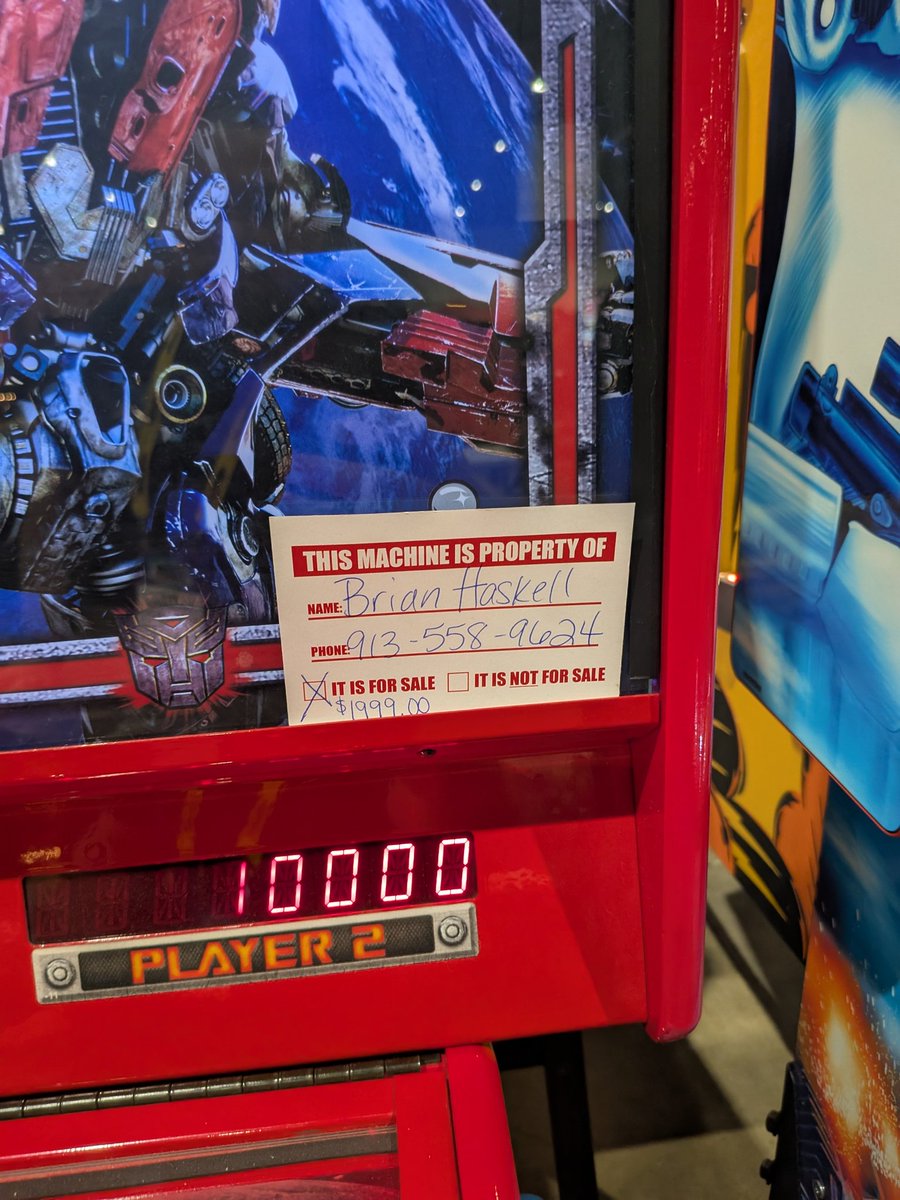 THIS MACHINE IS PROPERTY OF
NAME: Brian Haskell
PHONE: 913-558-9624
IT IS FOR SALE IT IS NOT FOR SALE
$1999.00
10000
PLAYER 2